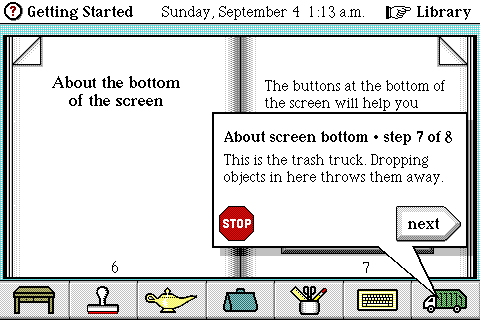 Getting Started
Sunday, September 4 1:13 a.m.
Library
About the bottom
of the screen
The buttons at the bottom of
the screen will help you
About screen bottom • step 7 of 8
This is the trash truck. Dropping
objects in here throws them away.
STOP
next
6
7